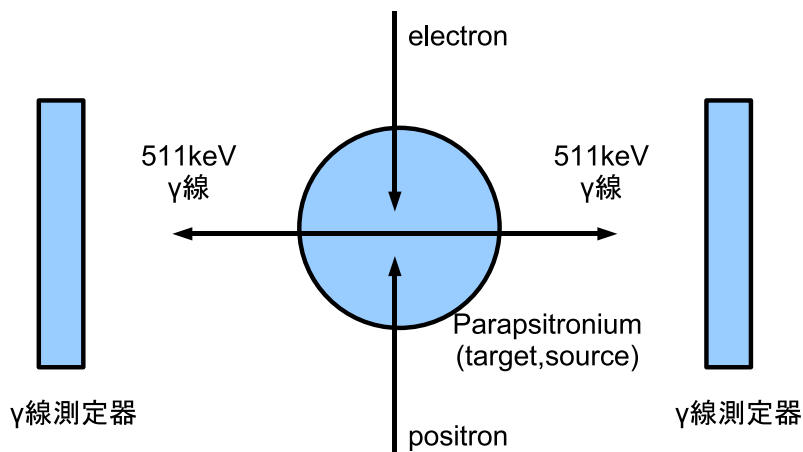 electron
511keV
γ線
511keV
γ線
Parapsitronium
(target,source)
γ線測定器
γ線測定器
positron